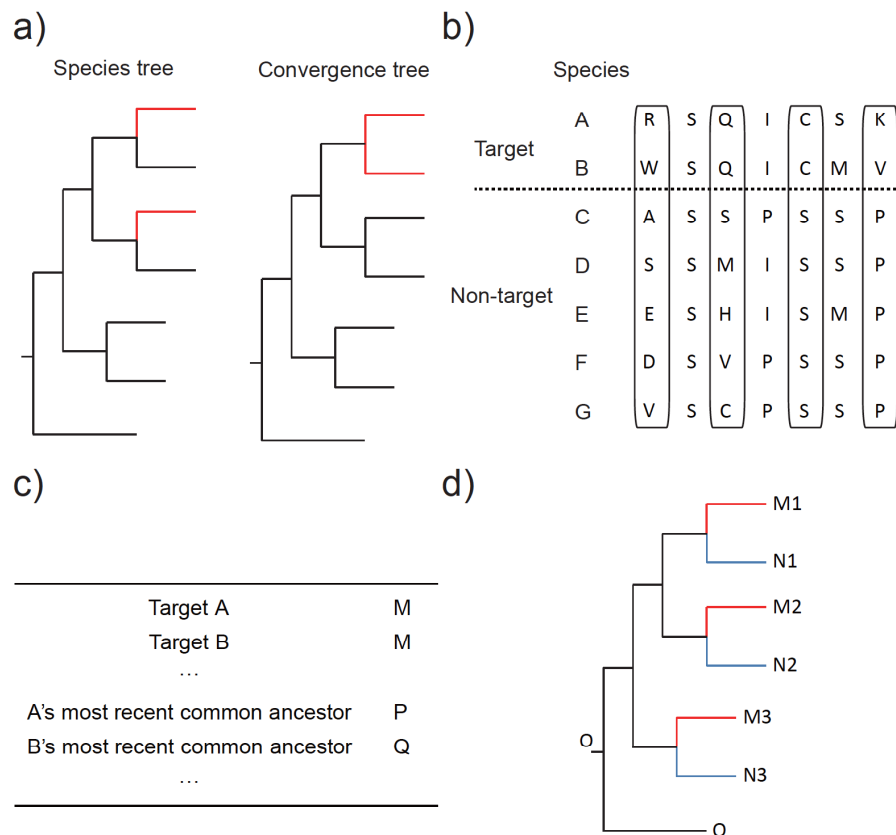 a)
Species tree
Convergence tree
b)
Species
Target
Non-target
A R S Q I C S K
B W S Q I C M V
C A S S P S S P
D S S M I S S P
E E S H I S M P
F D S V P S S P
G V S C P S S P
c)
Target A M
Target B M
...
A's most recent common ancestor P
B's most recent common ancestor Q
...
d)
M1
N1
M2
N2
M3
N3
O
O